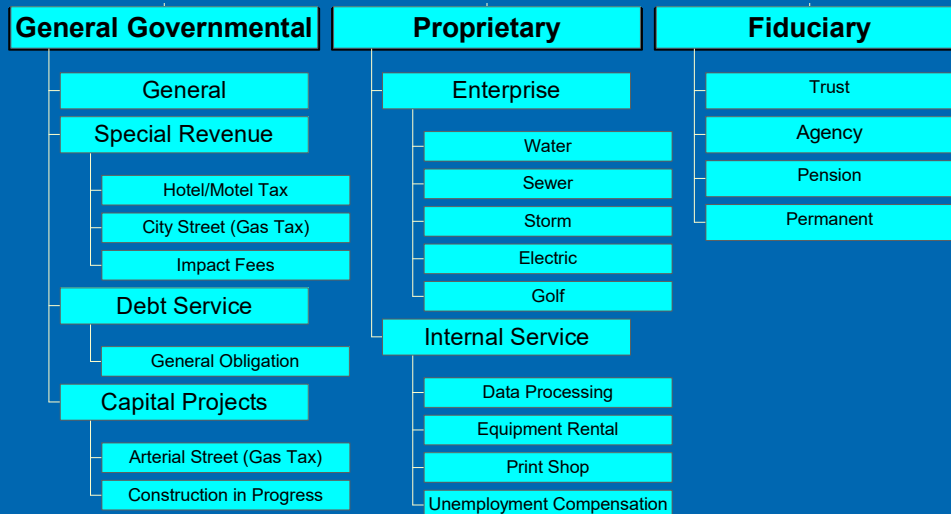 General Governmental
General
Special Revenue
Hotel/Motel Tax
City Street (Gas Tax)
Impact Fees
Debt Service
General Obligation
Capital Projects
Arterial Street (Gas Tax)
Construction in Progress
Proprietary
Enterprise
Water
Sewer
Storm
Electric
Golf
Internal Service
Data Processing
Equipment Rental
Print Shop
Unemployment Compensation
Fiduciary
Trust
Agency
Pension
Permanent